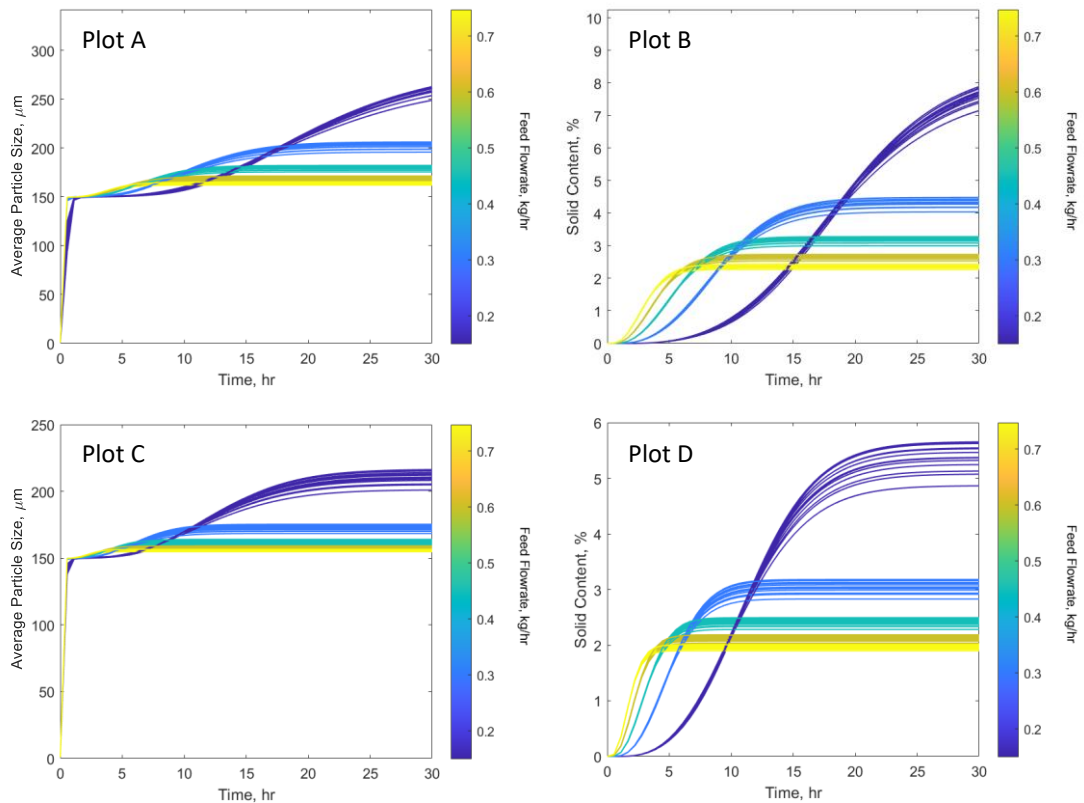 Plot A
Average Particle Size, μm
300
250
200
150
100
50
0
0 5 10 15 20 25 30
Time, hr
0.7
0.6
0.5
0.4
0.3
0.2
Feed Flowrate, kg/hr
Plot B
Solid Content, %
10
9
8
7
6
5
4
3
2
1
0
0 5 10 15 20 25 30
Time, hr
0.7
0.6
0.5
0.4
0.3
0.2
Feed Flowrate, kg/hr
Plot C
Average Particle Size, μm
250
200
150
100
50
0
0 5 10 15 20 25 30
Time, hr
0.7
0.6
0.5
0.4
0.3
0.2
Feed Flowrate, kg/hr
Plot D
Solid Content, %
6
5
4
3
2
1
0
0 5 10 15 20 25 30
Time, hr
0.7
0.6
0.5
0.4
0.3
0.2
Feed Flowrate, kg/hr